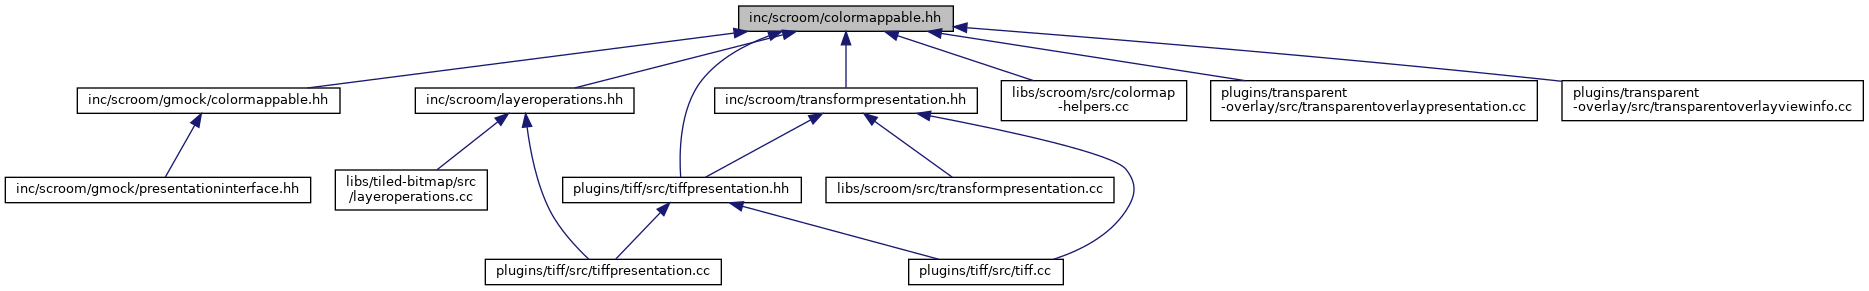 inc/scroom/colormappable.hh
inc/scroom/gmock/colormappable.hh
inc/scroom/layeroperations.hh
inc/scroom/transformpresentation.hh
libs/scroom/src/colormap
-helpers.cc
plugins/transparent
-overlay/src/transparentoverlaypresentation.cc
plugins/transparent
-overlay/src/transparentoverlayviewinfo.cc
inc/scroom/gmock/presentationinterface.hh
libs/tiled-bitmap/src
/layeroperations.cc
plugins/tiff/src/tiffpresentation.hh
libs/scroom/src/transformpresentation.cc
plugins/tiff/src/tiffpresentation.cc
plugins/tiff/src/tiff.cc